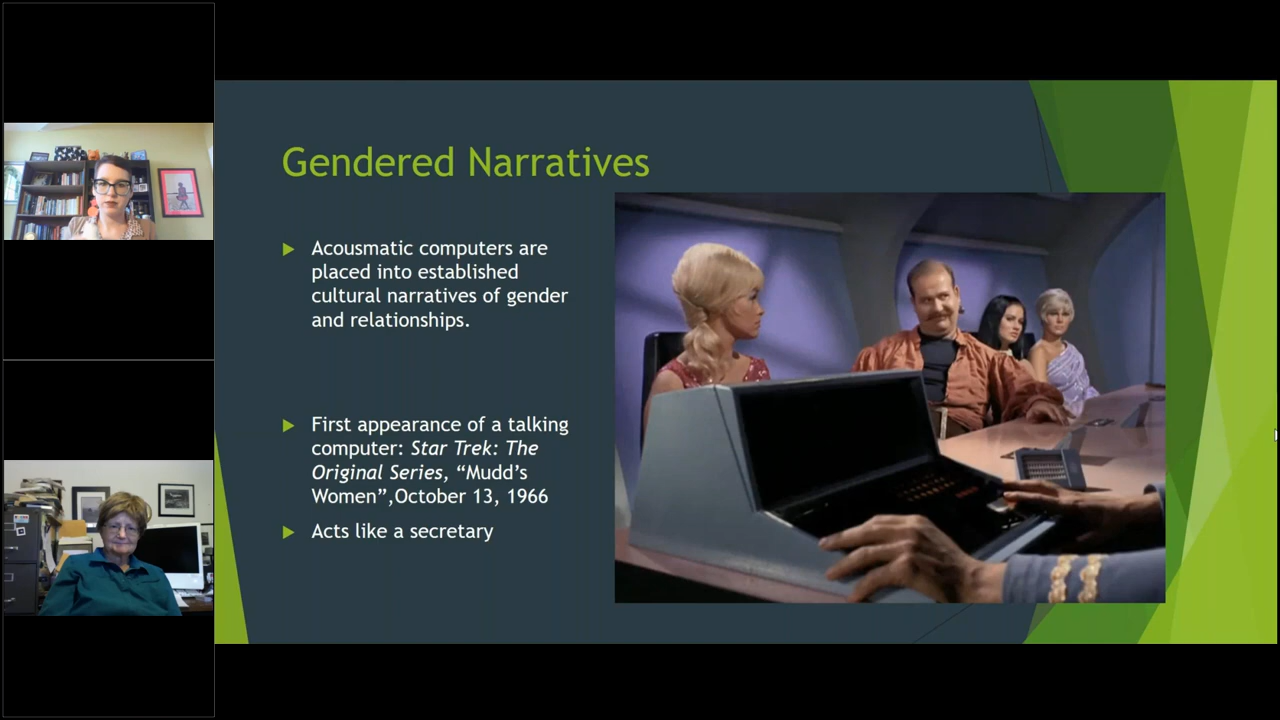 Gendered Narratives
Acousmatic computers are
placed into established
cultural narratives of gender
and relationships.
First appearance of a talking
computer: Star Trek: The
Original Series, “Mudd’s
Women”,October 13, 1966
Acts like a secretary